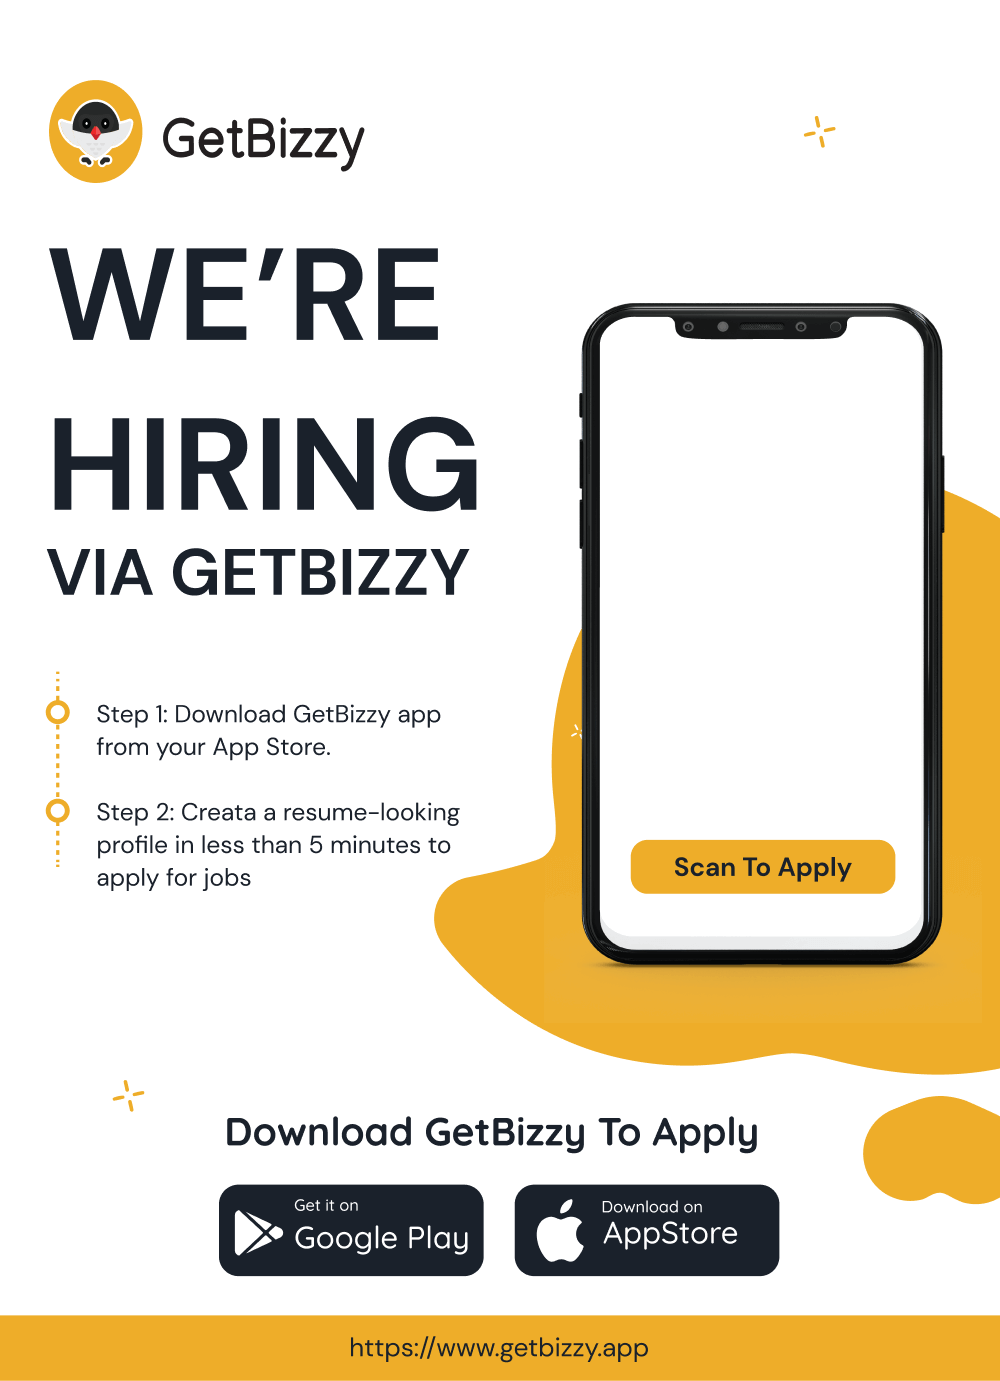 GetBizzy
WE’RE
HIRING
VIA GETBIZZY
Step 1: Download GetBizzy app
from your App Store.
Step 2: Creata a resume-looking
profile in less than 5 minutes to
apply for jobs
Scan To Apply
Download GetBizzy To Apply
Get it on
Google Play
Download on
AppStore
https://www.getbizzy.app